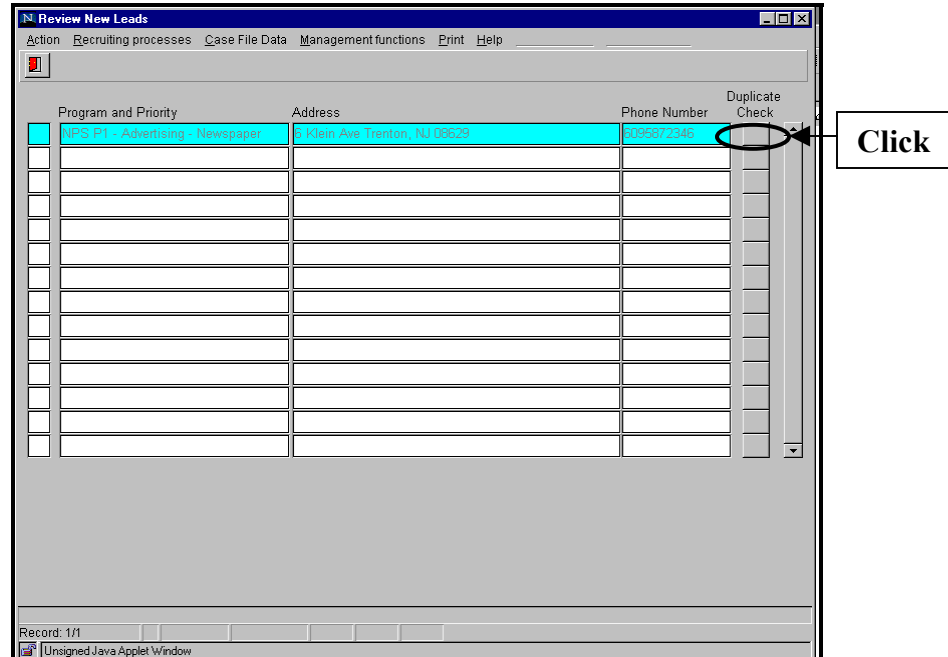 Review New Leads
Action Recruiting processes Case File Data Management functions Print Help
Program and Priority Address Phone Number Duplicate Check
NPS P1 - Advertising - Newspaper 6 Klein Ave Trenton, NJ 08629 6095872346
Click
Record: 1/1
Unsigned Java Applet Window